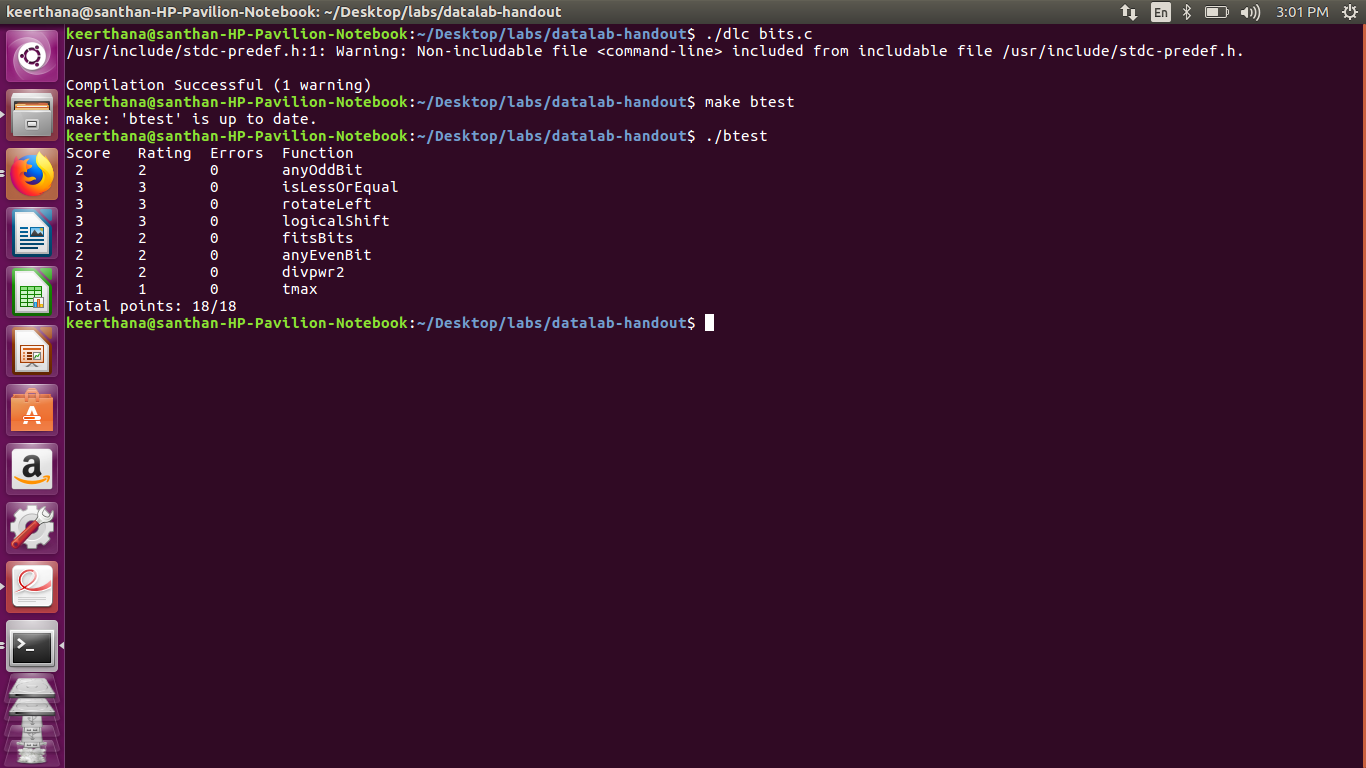 keerthana@santhan-HP-Pavilion-Notebook: ~/Desktop/labs/datalab-handout
En
3:01 PM
keerthana@santhan-HP-Pavilion-Notebook:~/Desktop/labs/datalab-handout$ ./dlc bits.c
/usr/include/stdc-predef.h:1: Warning: Non-includable file <command-line> included from includable file /usr/include/stdc-predef.h.
Compilation Successful (1 warning)
keerthana@santhan-HP-Pavilion-Notebook:~/Desktop/labs/datalab-handout$ make btest
make: 'btest' is up to date.
keerthana@santhan-HP-Pavilion-Notebook:~/Desktop/labs/datalab-handout$ ./btest
Score Rating Errors Function
2 2 0 anyOddBit
3 3 0 isLessOrEqual
3 3 0 rotateLeft
3 3 0 logicalShift
2 2 0 fitsBits
2 2 0 anyEvenBit
2 2 0 divpwr2
1 1 0 tmax
Total points: 18/18
keerthana@santhan-HP-Pavilion-Notebook:~/Desktop/labs/datalab-handout$